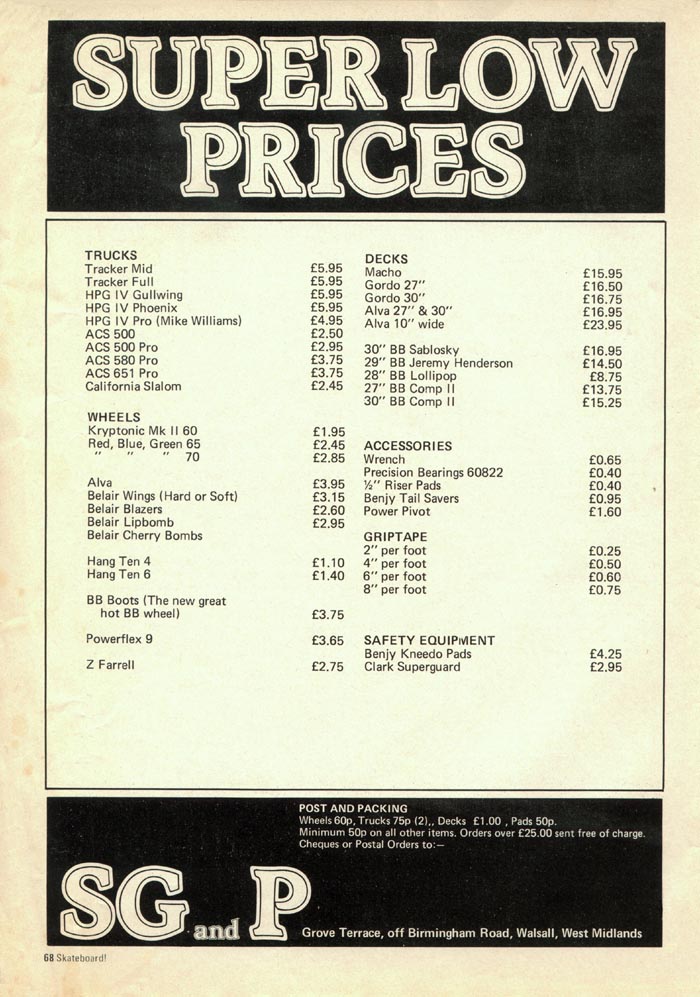 SUPER LOW
PRICES
TRUCKS
Tracker Mid £5.95
Tracker Full £5.95
HPG IV Gullwing £5.95
HPG IV Phoenix £5.95
HPG IV Pro (Mike Williams) £4.95
ACS 500 £2.50
ACS 500 Pro £2.95
ACS 580 Pro £3.75
ACS 651 Pro £3.75
California Slalom £2.45
WHEELS
Kryptonic Mk II 60 £1.95
Red, Blue, Green 65 £2.45
" " " 70 £2.85
Alva £3.95
Belair Wings (Hard or Soft) £3.15
Belair Blazers £2.60
Belair Lipbomb £2.95
Belair Cherry Bombs
Hang Ten 4 £1.10
Hang Ten 6 £1.40
BB Boots (The new great
hot BB wheel) £3.75
Powerflex 9 £3.65
Z Farrell £2.75
DECKS
Macho £15.95
Gordo 27" £16.50
Gordo 30" £16.75
Alva 27" & 30" £16.95
Alva 10" wide £23.95
30" BB Sablosky £16.95
29" BB Jeremy Henderson £14.50
28" BB Lollipop £8.75
27" BB Comp II £13.75
30" BB Comp II £15.25
ACCESSORIES
Wrench £0.65
Precision Bearings 60822 £0.40
½" Riser Pads £0.40
Benjy Tail Savers £0.95
Power Pivot £1.60
GRIPTAPE
2" per foot £0.25
4" per foot £0.50
6" per foot £0.60
8" per foot £0.75
SAFETY EQUIPMENT
Benjy Kneedo Pads £4.25
Clark Superguard £2.95
POST AND PACKING
Wheels 60p, Trucks 75p (2),, Decks £1.00 , Pads 50p.
Minimum 50p on all other items. Orders over £25.00 sent free of charge.
Cheques or Postal Orders to:—
SG and P
Grove Terrace, off Birmingham Road, Walsall, West Midlands
68 Skateboard!